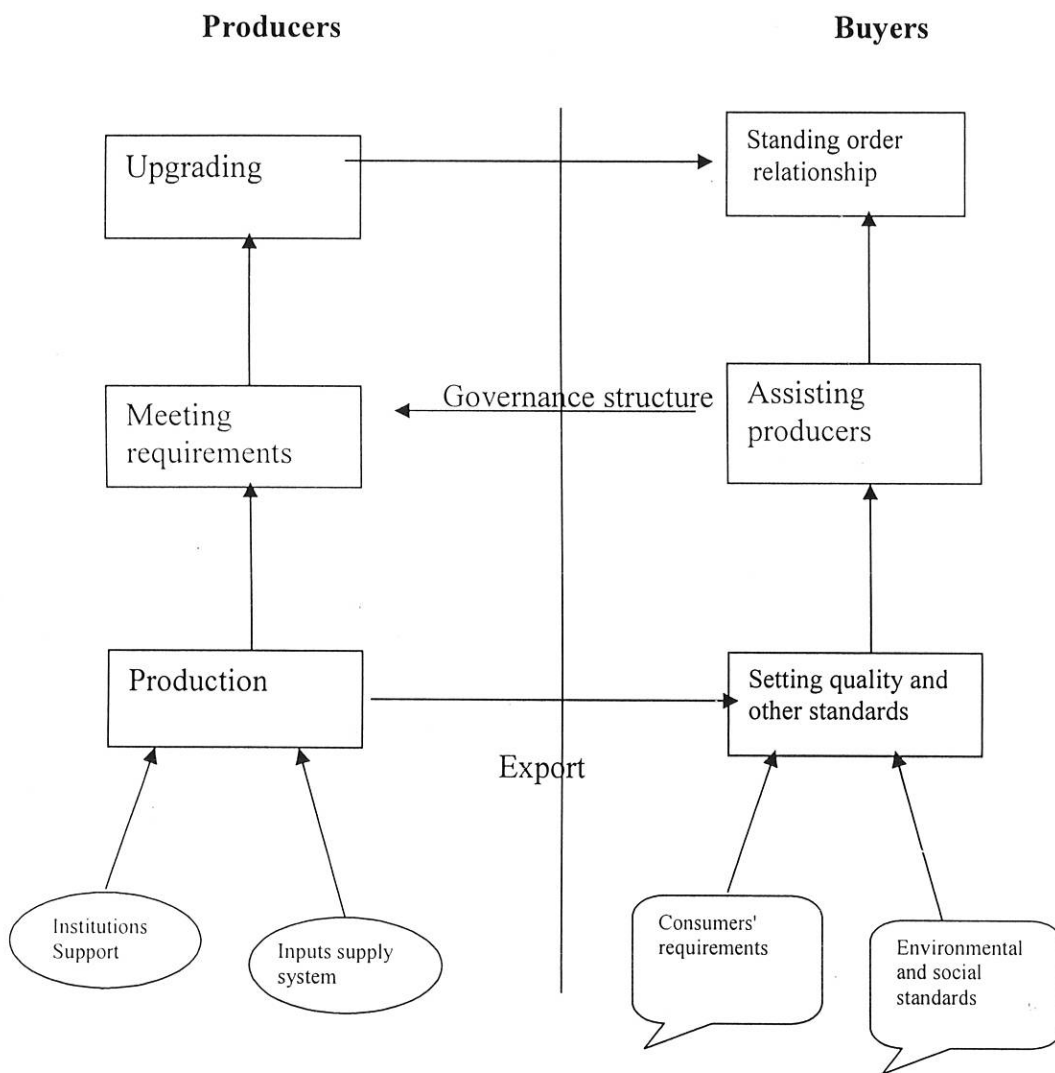 Producers
Buyers
Upgrading
Standing order
relationship
Governance structure
Meeting
requirements
Assisting
producers
Production
Setting quality and
other standards
Export
Institutions
Support
Inputs supply
system
Consumers'
requirements
Environmental
and social
standards